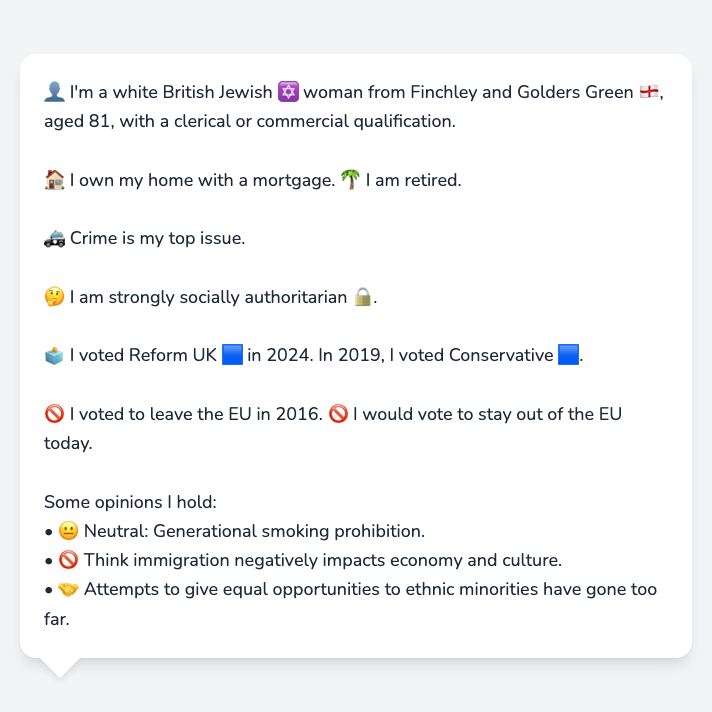 👤 I'm a white British Jewish 🔯 woman from Finchley and Golders Green 🏴󠁧󠁢󠁥󠁮󠁧󠁿,
aged 81, with a clerical or commercial qualification.
🏠 I own my home with a mortgage. 🌴 I am retired.
🚓 Crime is my top issue.
🤔 I am strongly socially authoritarian 🔒.
🗳️ I voted Reform UK 🟦 in 2024. In 2019, I voted Conservative 🟦.
🚫 I voted to leave the EU in 2016. 🚫 I would vote to stay out of the EU
today.
Some opinions I hold:
• 😐 Neutral: Generational smoking prohibition.
• 🚫 Think immigration negatively impacts economy and culture.
• 🤝 Attempts to give equal opportunities to ethnic minorities have gone too
far.